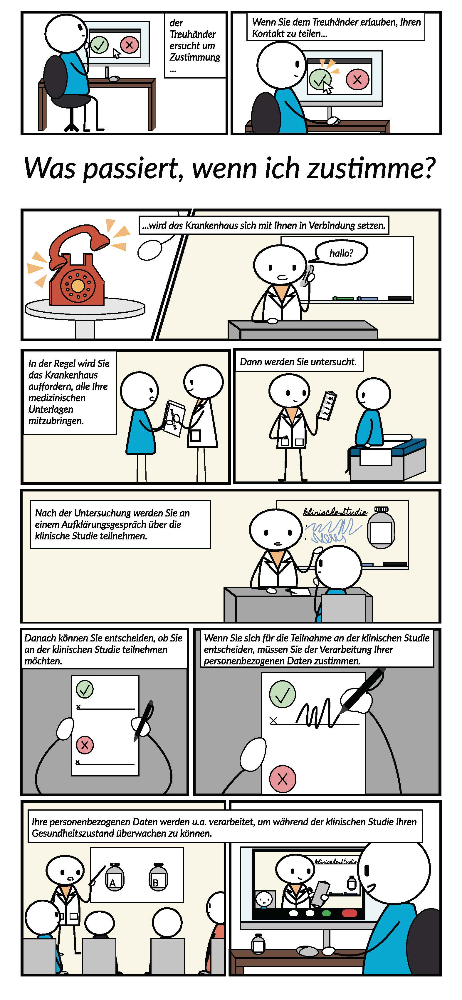 der
Treuhänder
ersucht um
Zustimmung
...
Wenn Sie dem Treuhänder erlauben, Ihren
Kontakt zu teilen...
Was passiert, wenn ich zustimme?
...wird das Krankenhaus sich mit Ihnen in Verbindung setzen.
hallo?
In der Regel wird Sie
das Krankenhaus
auffordern, alle Ihre
medizinischen
Unterlagen
mitzubringen.
medizinisch
Dann werden Sie untersucht.
Nach der Untersuchung werden Sie an
einem Aufklärungsgespräch über die
klinische Studie teilnehmen.
klinische Studie
Danach können Sie entscheiden, ob Sie
an der klinischen Studie teilnehmen
möchten.
x
x
Wenn Sie sich für die Teilnahme an der klinischen Studie
entscheiden, müssen Sie der Verarbeitung Ihrer
personenbezogenen Daten zustimmen.
x
Ihre personenbezogenen Daten werden u.a. verarbeitet, um während der klinischen Studie Ihren
Gesundheitszustand überwachen zu können.
A
B
klinische Studie